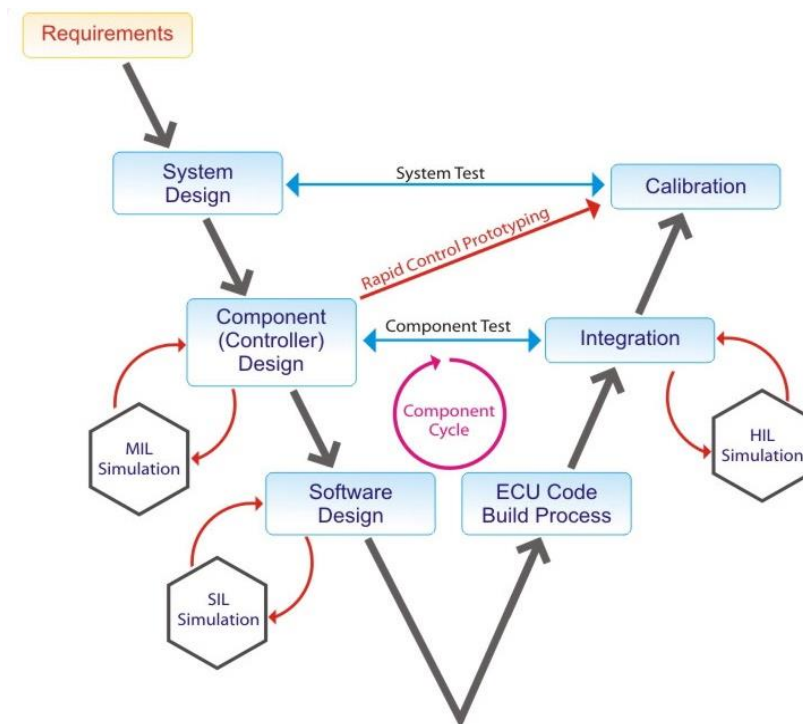 Requirements
System
Design
System Test
Calibration
Rapid Control Prototyping
Component
(Controller)
Design
Component Test
Integration
MIL
Simulation
Component
Cycle
HIL
Simulation
Software
Design
ECU Code
Build Process
SIL
Simulation